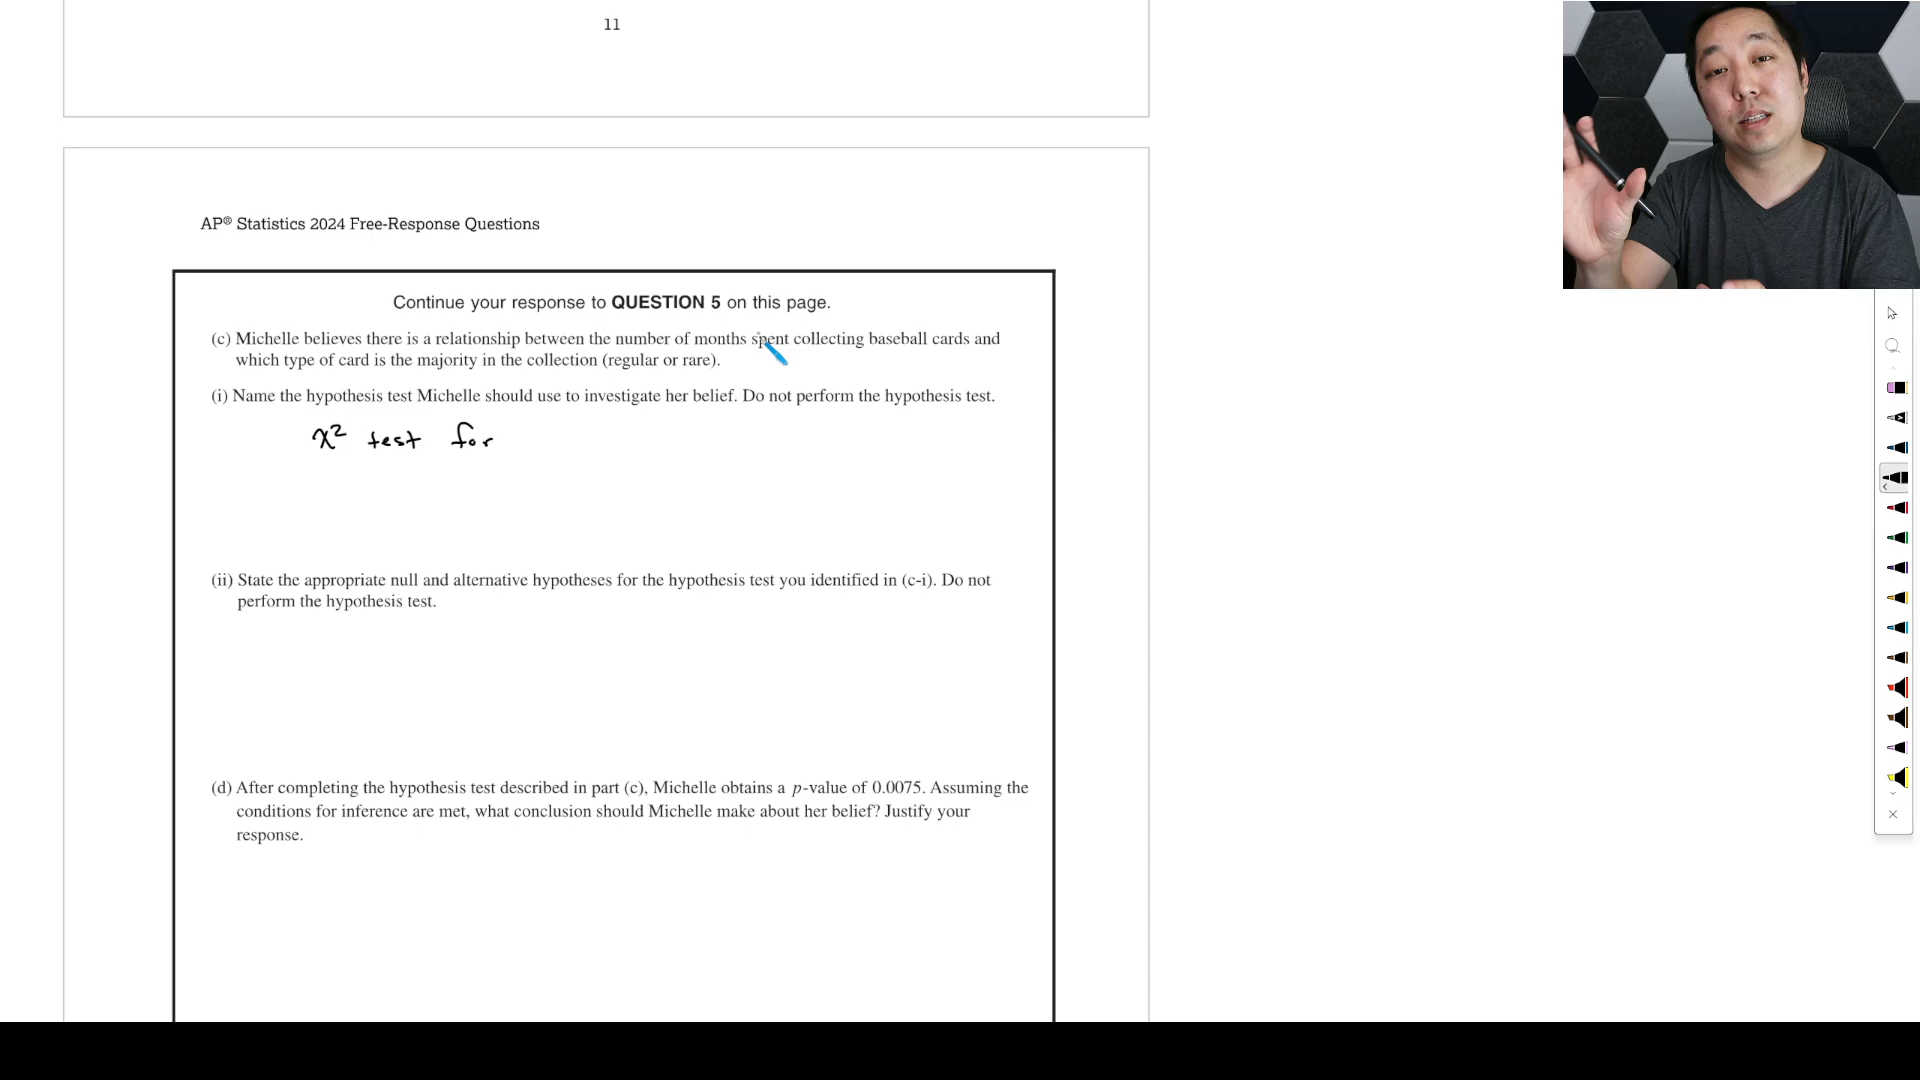 11
AP® Statistics 2024 Free-Response Questions
Continue your response to QUESTION 5 on this page.
(c) Michelle believes there is a relationship between the number of months spent collecting baseball cards and
which type of card is the majority in the collection (regular or rare).
(i) Name the hypothesis test Michelle should use to investigate her belief. Do not perform the hypothesis test.
χ² test for
(ii) State the appropriate null and alternative hypotheses for the hypothesis test you identified in (c-i). Do not
perform the hypothesis test.
(d) After completing the hypothesis test described in part (c), Michelle obtains a p-value of 0.0075. Assuming the
conditions for inference are met, what conclusion should Michelle make about her belief? Justify your
response.